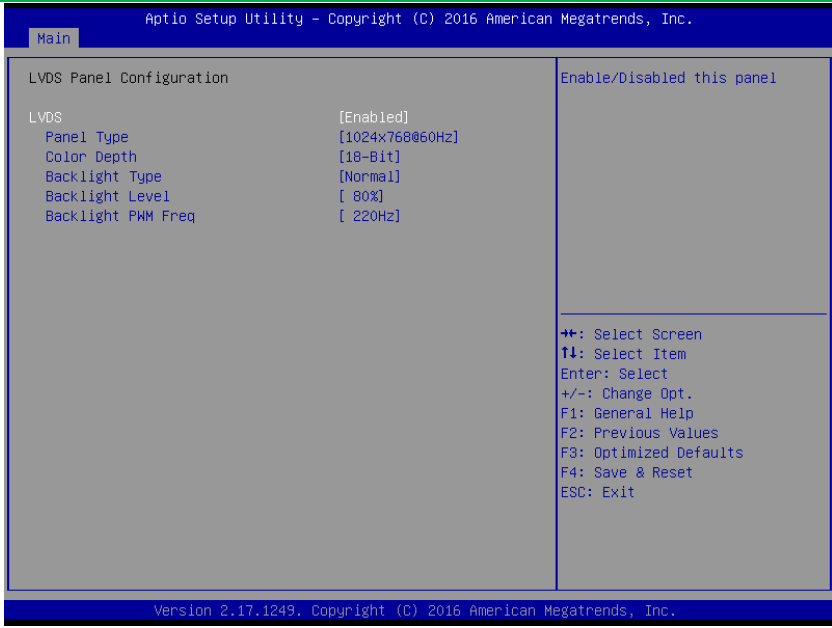 Aptio Setup Utility – Copyright (C) 2016 American Megatrends, Inc.
Main
LVDS Panel Configuration
LVDS [Enabled]
Panel Type [1024x768@60Hz]
Color Depth [18-Bit]
Backlight Type [Normal]
Backlight Level [ 80%]
Backlight PWM Freq [ 220Hz]
Enable/Disabled this panel
→←: Select Screen
↑↓: Select Item
Enter: Select
+/-: Change Opt.
F1: General Help
F2: Previous Values
F3: Optimized Defaults
F4: Save & Reset
ESC: Exit
Version 2.17.1249. Copyright (C) 2016 American Megatrends, Inc.